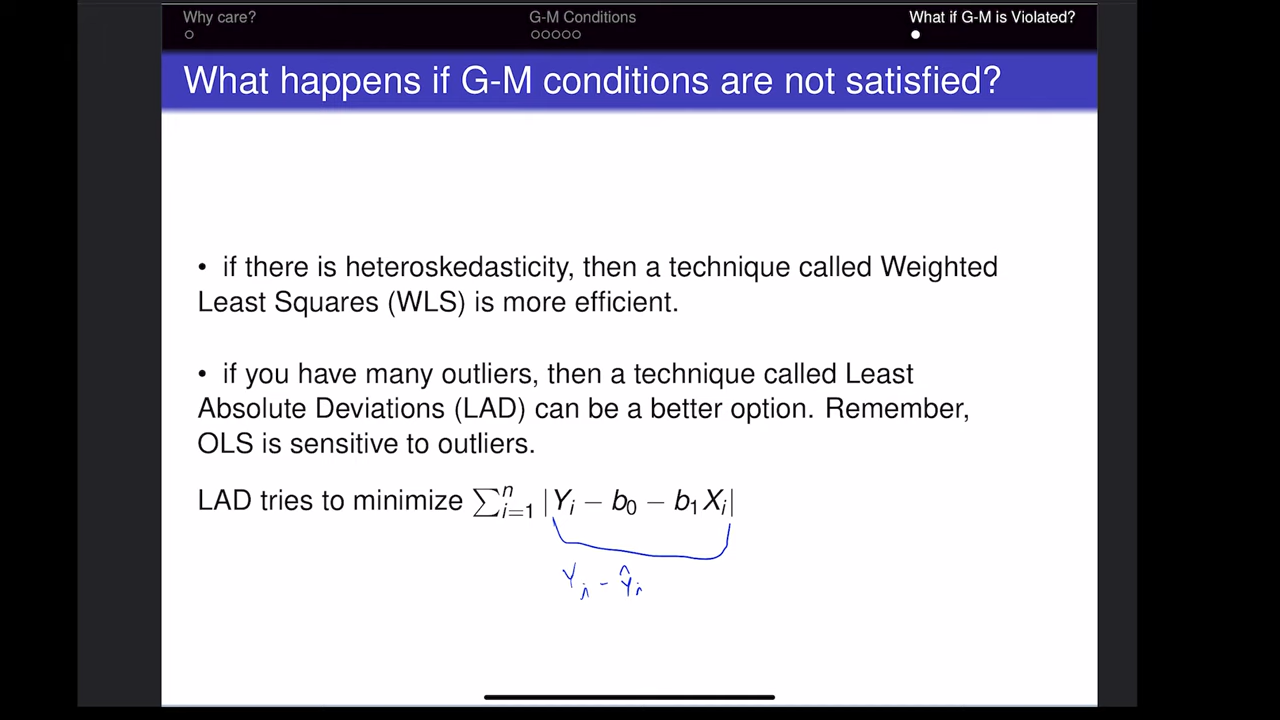 Why care?
G-M Conditions
What if G-M is Violated?
What happens if G-M conditions are not satisfied?
• if there is heteroskedasticity, then a technique called Weighted
Least Squares (WLS) is more efficient.
• if you have many outliers, then a technique called Least
Absolute Deviations (LAD) can be a better option. Remember,
OLS is sensitive to outliers.
LAD tries to minimize ∑ⁿᵢ₌₁ |Yᵢ − b₀ − b₁Xᵢ|
Yᵢ - Ŷᵢ